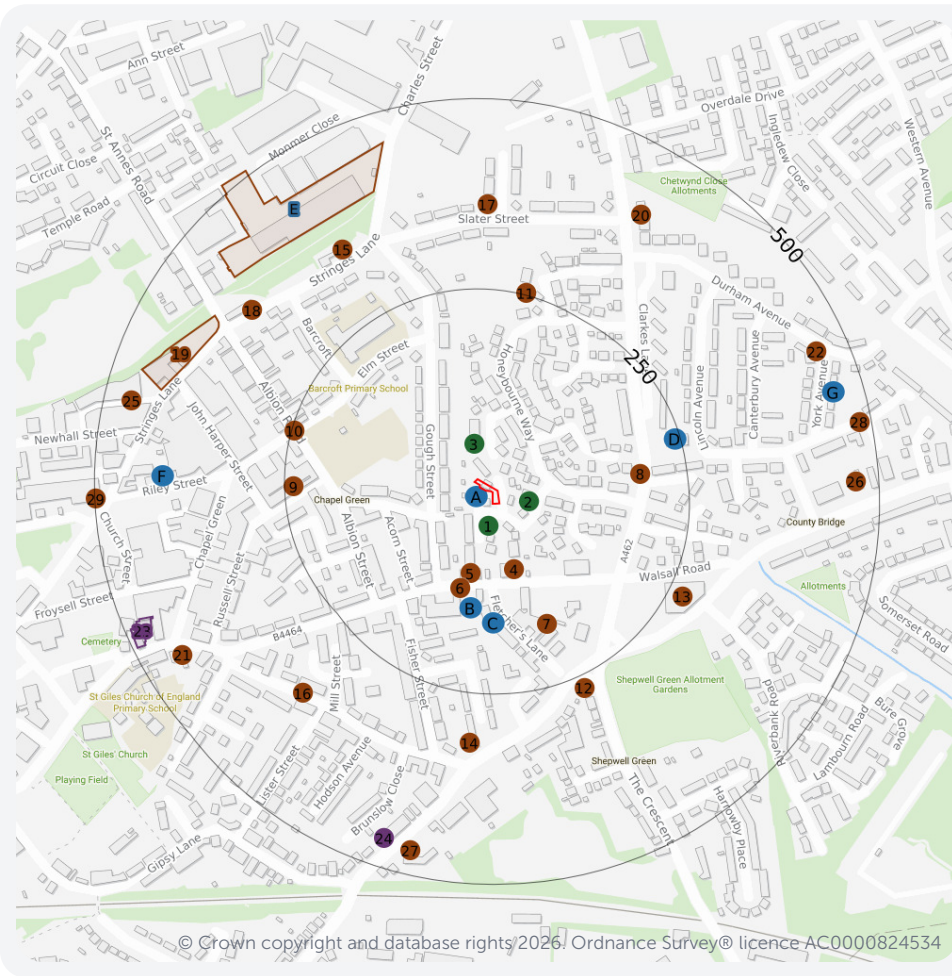 Ann Street
Charles Street
Monmer Close
Overdale Drive
Ingledew Close
Western Avenue
St Annes Road
Circuit Close
Temple Road
Chetwynd Close
Allotments
E
17
20
Slater Street
500
15
Stringes Lane
11
Durham Avenue
18
Barcroft
Elm Street
Honeybourne Way
250
22
19
Canterbury Avenue
York Avenue
G
Barcroft Primary School
25
Stringes Lane
John Harper Street
28
10
Newhall Street
Gough Street
3
D
F
Riley Street
8
26
9
29
Chapel Green
A
2
1
County Bridge
Church Street
Chapel Green
Albion Street
Acorn Street
A462
5
4
Walsall Road
6
Russell Street
Allotments
Froysell Street
B
13
Fletcher's Lane
C
7
Somerset Road
23
B4464
Cemetery
21
Fisher Street
Mill Street
St Giles Church of England
Primary School
16
12
Shepwell Green Allotment
Gardens
Riverbank Road
Bure Grove
14
Lambourn Road
St Giles' Church
Playing Field
Lister Street
Hodson Avenue
Shepwell Green
Brunslow Close
The Crescent
Harrowby Place
24
27
Gipsy Lane
© Crown copyright and database rights 2026. Ordnance Survey® licence AC0000824534